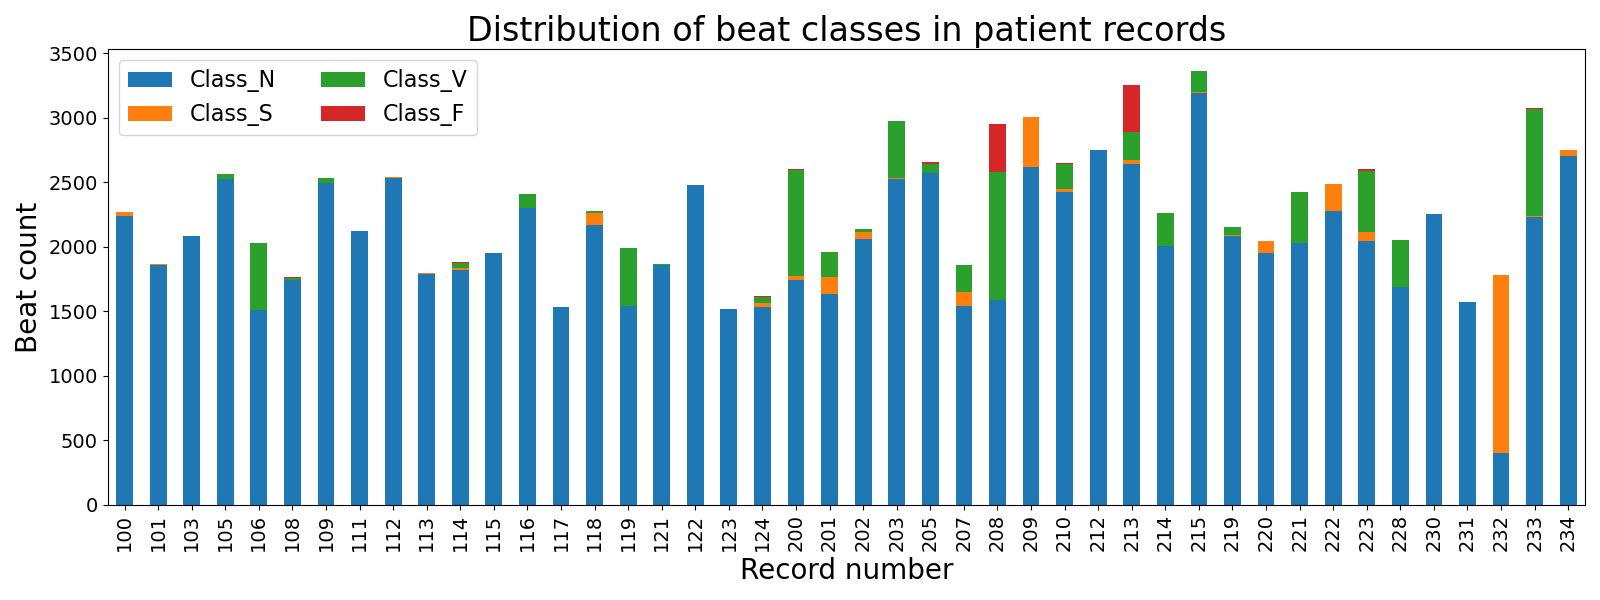 Distribution of beat classes in patient records
Class_N
Class_S
Class_V
Class_F
Beat count
3500
3000
2500
2000
1500
1000
500
0
100 101 103 105 106 108 109 111 112 113 114 115 116 117 118 119 121 122 123 124 200 201 202 203 205 207 208 209 210 212 213 214 215 219 220 221 222 223 228 230 231 232 233 234
Record number